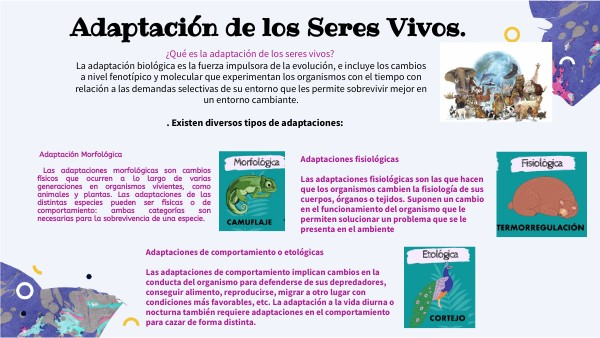 Adaptación de los Seres Vivos.
¿Qué es la adaptación de los seres vivos?
La adaptación biológica es la fuerza impulsora de la evolución, e incluye los cambios
a nivel fenotípico y molecular que experimentan los organismos con el tiempo con
relación a las demandas selectivas de su entorno que les permite sobrevivir mejor en
un entorno cambiante.
. Existen diversos tipos de adaptaciones:
Adaptación Morfológica
Las adaptaciones morfológicas son cambios
físicos que ocurren a lo largo de varias
generaciones en organismos vivientes, como
animales y plantas. Las adaptaciones de las
distintas especies pueden ser físicas o de
comportamiento: ambas categorías son
necesarias para la sobrevivencia de una especie.
Morfológica
CAMUFLAJE
Adaptaciones fisiológicas
Las adaptaciones fisiológicas son las que hacen
que los organismos cambien la fisiología de sus
cuerpos, órganos o tejidos. Suponen un cambio
en el funcionamiento del organismo que le
permiten solucionar un problema que se le
presenta en el ambiente
Fisiológica
TERMORREGULACIÓN
Adaptaciones de comportamiento o etológicas
Las adaptaciones de comportamiento implican cambios en la
conducta del organismo para defenderse de sus depredadores,
conseguir alimento, reproducirse, migrar a otro lugar con
condiciones más favorables, etc. La adaptación a la vida diurna o
nocturna también requiere adaptaciones en el comportamiento
para cazar de forma distinta.
Etológica
CORTEJO